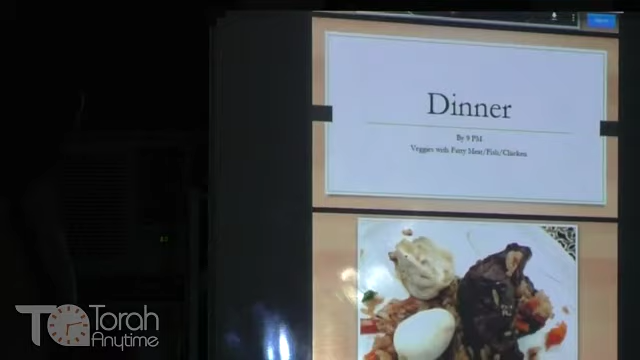 Dinner
By 9 PM
Veggies with Fatty Meat/Fish/Chicken
Torah
Anytime